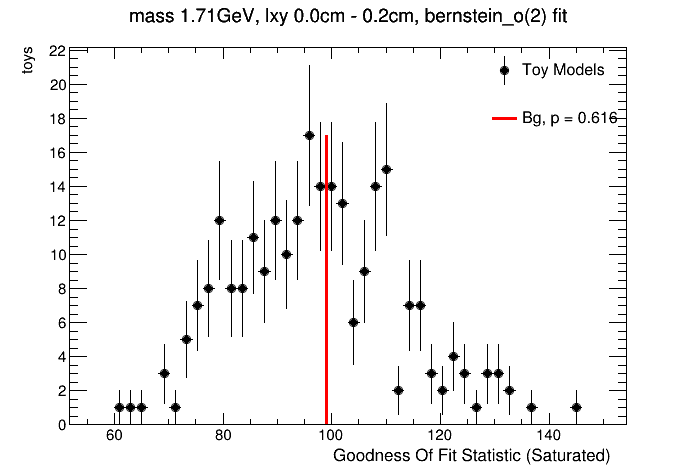 mass 1.71GeV, lxy 0.0cm - 0.2cm, bernstein_o(2) fit
toys
22
20
18
16
14
12
10
8
6
4
2
0
Toy Models
Bg, p = 0.616
60 80 100 120 140
Goodness Of Fit Statistic (Saturated)